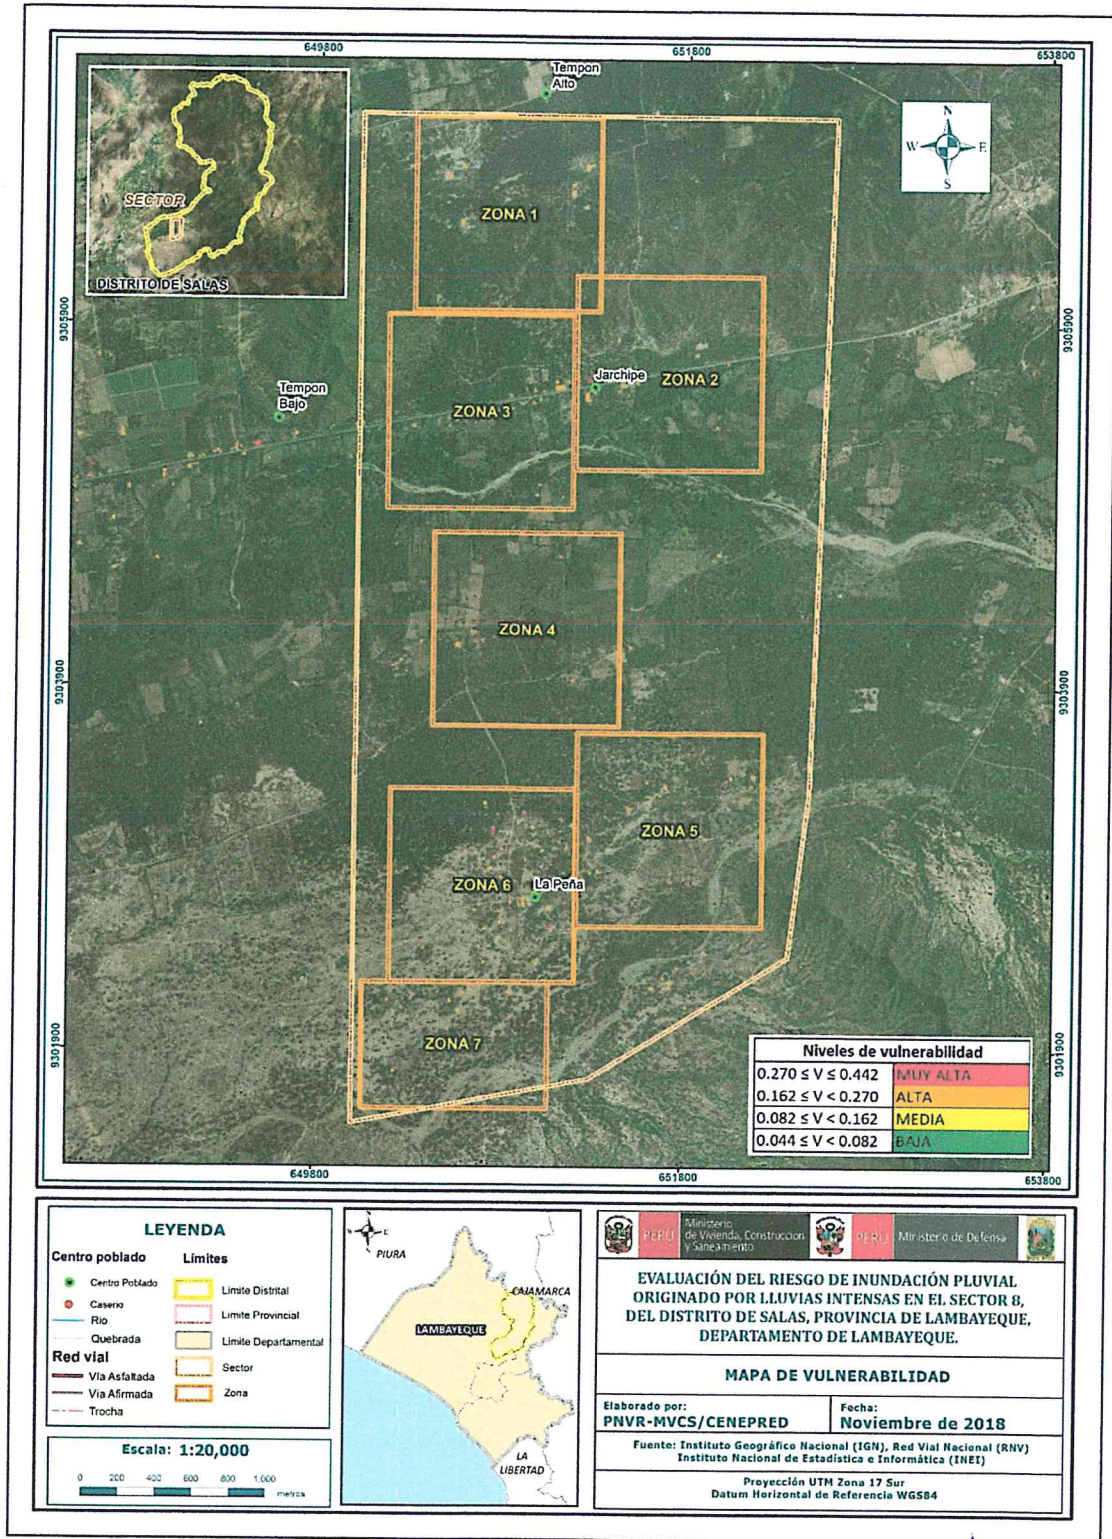 649800
651800
653800
Tempon
Alto
N
W
E
S
SECTOR
DISTRITO DE SALAS
ZONA 1
9305900
9305900
Jarchipe
ZONA 2
Tempon
Bajo
ZONA 3
ZONA 4
9303900
9303900
ZONA 5
ZONA 6
La Peña
ZONA 7
9301900
9301900
Niveles de vulnerabilidad
0.270 ≤ V ≤ 0.442 MUY ALTA
0.162 ≤ V < 0.270 ALTA
0.082 ≤ V < 0.162 MEDIA
0.044 ≤ V < 0.082 BAJA
649800
651800
653800
LEYENDA
Centro poblado
Centro Poblado
Caserio
Rio
Quebrada
Red vial
Vía Asfaltada
Vía Afirmada
Trocha
Límites
Limite Distrital
Limite Provincial
Limite Departamental
Sector
Zona
Escala: 1:20,000
0 200 400 600 800 1,000
metros
PIURA
CAJAMARCA
LAMBAYEQUE
LA
LIBERTAD
PERÚ
Ministerio
de Vivienda, Construcción
y Saneamiento
PERÚ
Ministerio de Defensa
EVALUACIÓN DEL RIESGO DE INUNDACIÓN PLUVIAL
ORIGINADO POR LLUVIAS INTENSAS EN EL SECTOR 8,
DEL DISTRITO DE SALAS, PROVINCIA DE LAMBAYEQUE,
DEPARTAMENTO DE LAMBAYEQUE.
MAPA DE VULNERABILIDAD
Elaborado por:
PNVR-MVCS/CENEPRED
Fecha:
Noviembre de 2018
Fuente: Instituto Geográfico Nacional (IGN), Red Vial Nacional (RNV)
Instituto Nacional de Estadística e Informática (INEI)
Proyección UTM Zona 17 Sur
Datum Horizontal de Referencia WGS84